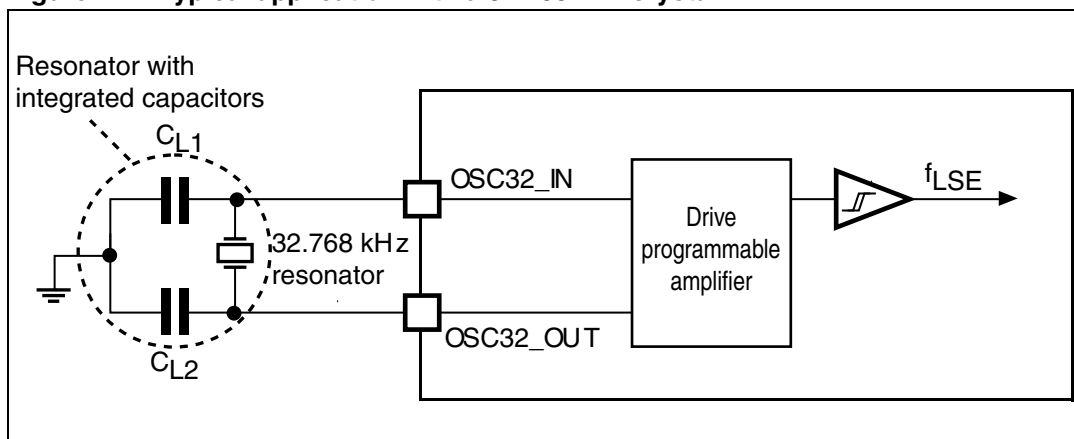 Resonator with
integrated capacitors
CL1
OSC32_IN
fLSE
Drive
programmable
amplifier
32.768 kHz
resonator
OSC32_OUT
CL2